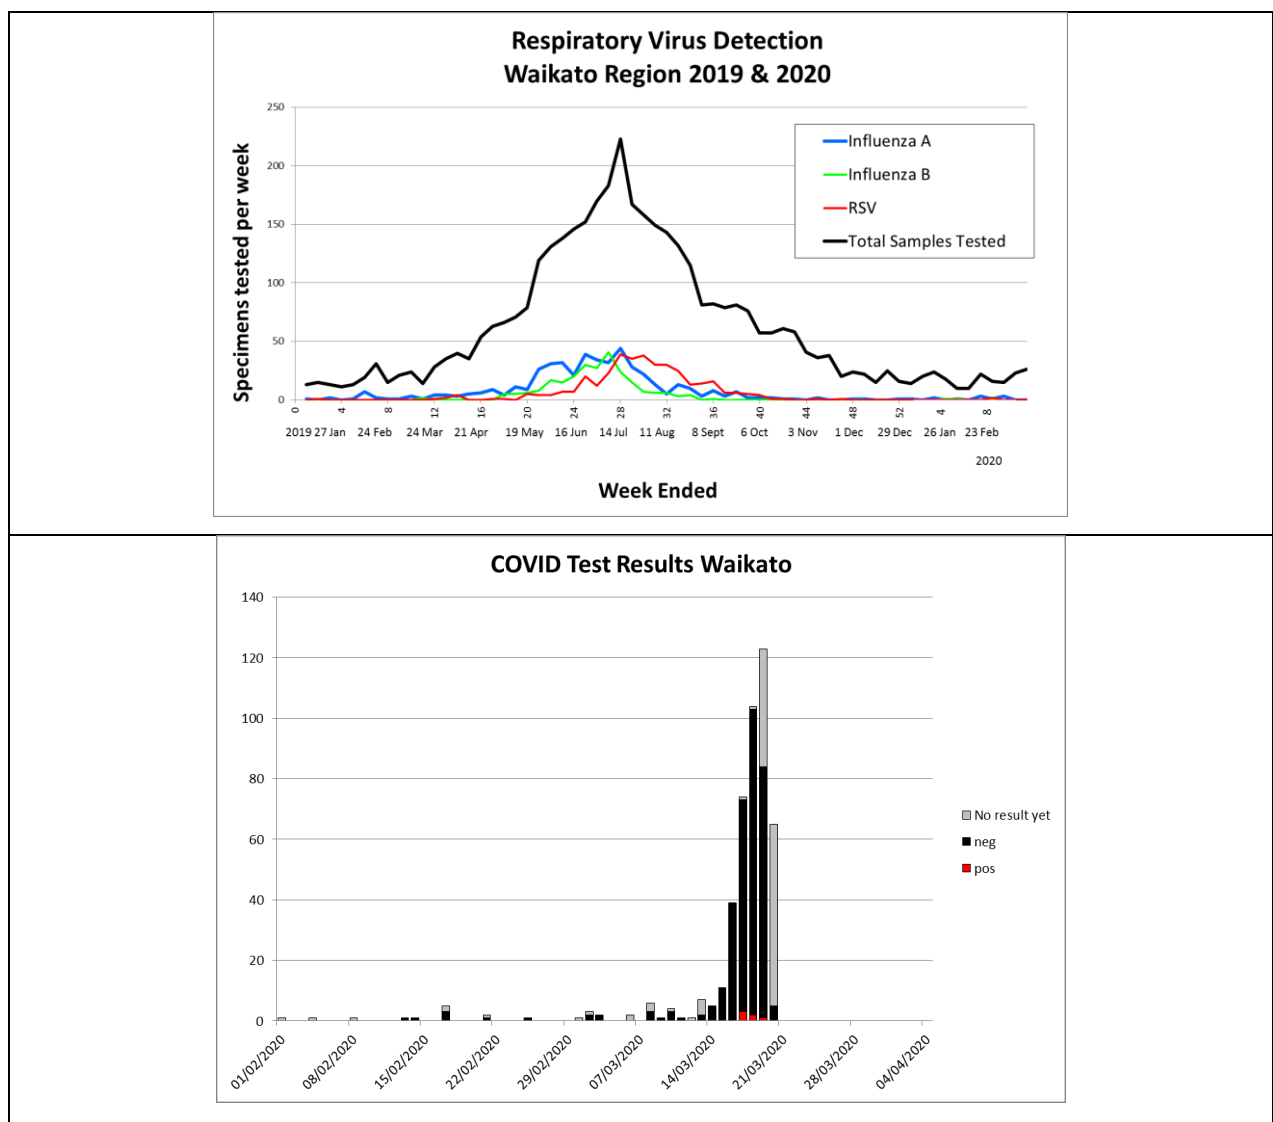 Respiratory Virus Detection
Waikato Region 2019 & 2020
Specimens tested per week
250
200
150
100
50
0
Influenza A
Influenza B
RSV
Total Samples Tested
0 4 8 12 16 20 24 28 32 36 40 44 48 52 4 8
2019 27 Jan 24 Feb 24 Mar 21 Apr 19 May 16 Jun 14 Jul 11 Aug 8 Sept 6 Oct 3 Nov 1 Dec 29 Dec 26 Jan 23 Feb
2020
Week Ended
COVID Test Results Waikato
140
120
100
80
60
40
20
0
No result yet
neg
pos
01/02/2020 08/02/2020 15/02/2020 22/02/2020 29/02/2020 07/03/2020 14/03/2020 21/03/2020 28/03/2020 04/04/2020